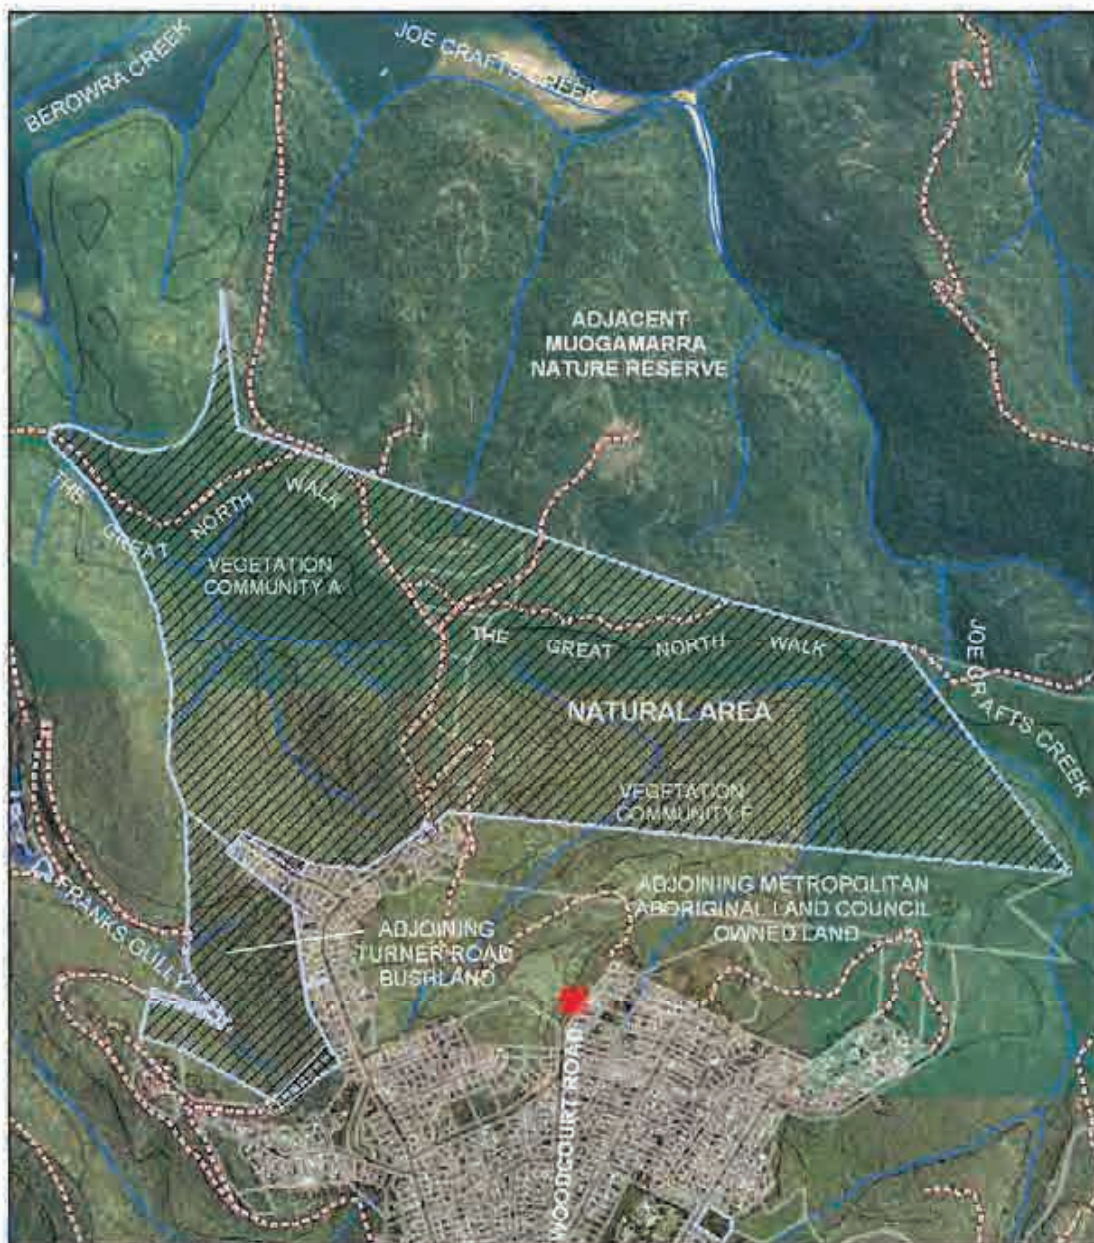 BEROWRA CREEK
JOE CRAFTS CREEK
ADJACENT
MUOGAMARRA
NATURE RESERVE
THE GREAT NORTH WALK
VEGETATION
COMMUNITY A
THE GREAT NORTH WALK
JOE CRAFTS CREEK
NATURAL AREA
VEGETATION
COMMUNITY F
ADJOINING METROPOLITAN
ABORIGINAL LAND COUNCIL
OWNED LAND
FRANKS GULLY
ADJOINING
TURNER ROAD
BUSHLAND
WOODCOURT ROAD